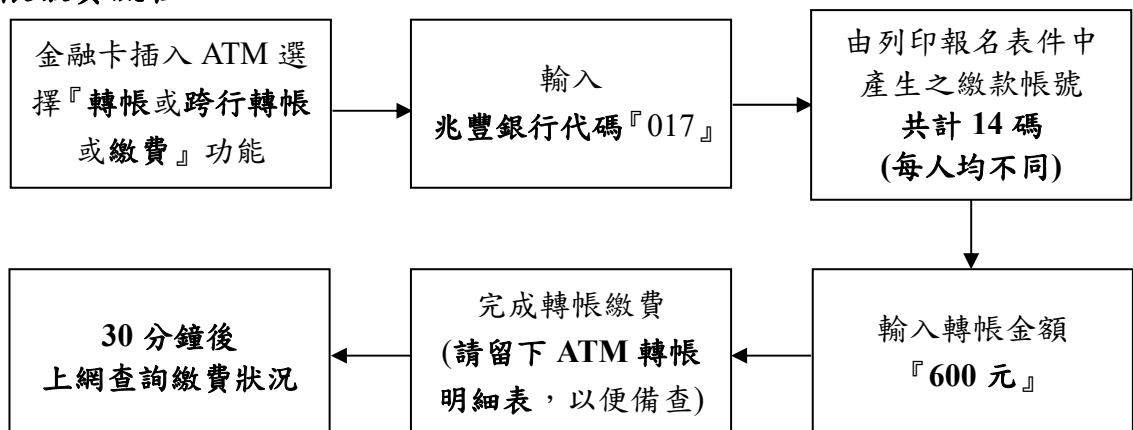 金融卡插入 ATM 選
擇『轉帳或跨行轉帳
或繳費』功能
輸入
兆豐銀行代碼『017』
由列印報名表件中
產生之繳款帳號
共計 14 碼
(每人均不同)
輸入轉帳金額
『600 元』
完成轉帳繳費
(請留下 ATM 轉帳
明細表，以便備查)
30 分鐘後
上網查詢繳費狀況